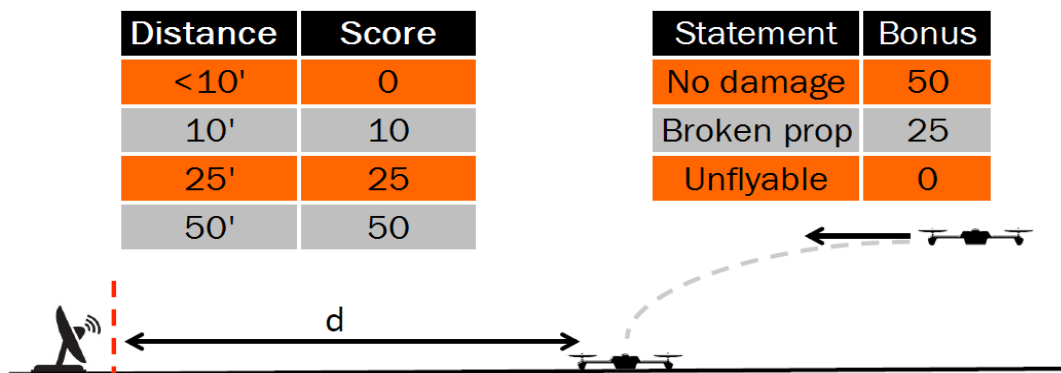 Distance Score
<10' 0
10' 10
25' 25
50' 50
Statement Bonus
No damage 50
Broken prop 25
Unflyable 0
d